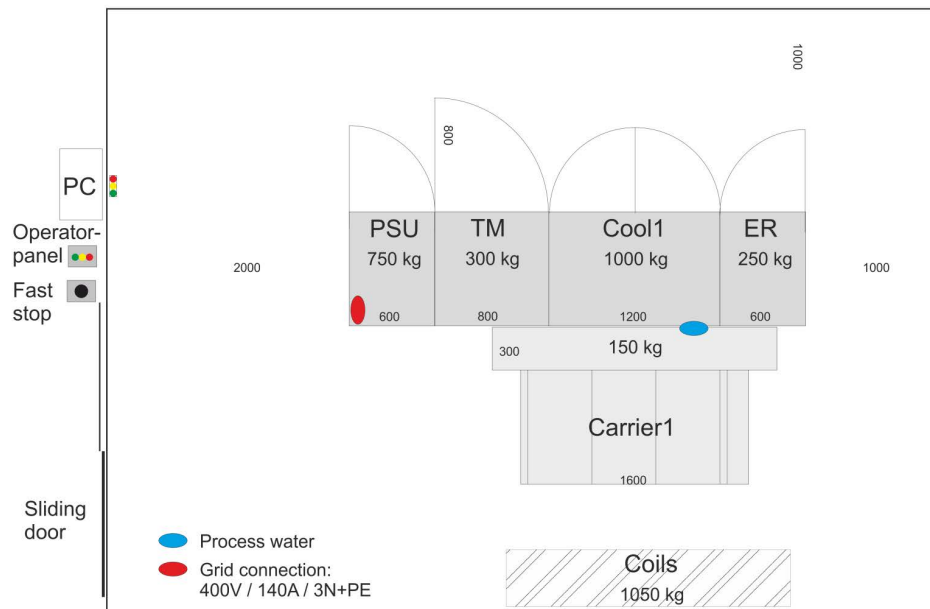 1000
800
PC
Operator-
panel
Fast
stop
2000
PSU
750 kg
600
TM
300 kg
800
Cool1
1000 kg
1200
ER
250 kg
600
1000
300
150 kg
Carrier1
1600
Sliding
door
Process water
Grid connection:
400V / 140A / 3N+PE
Coils
1050 kg